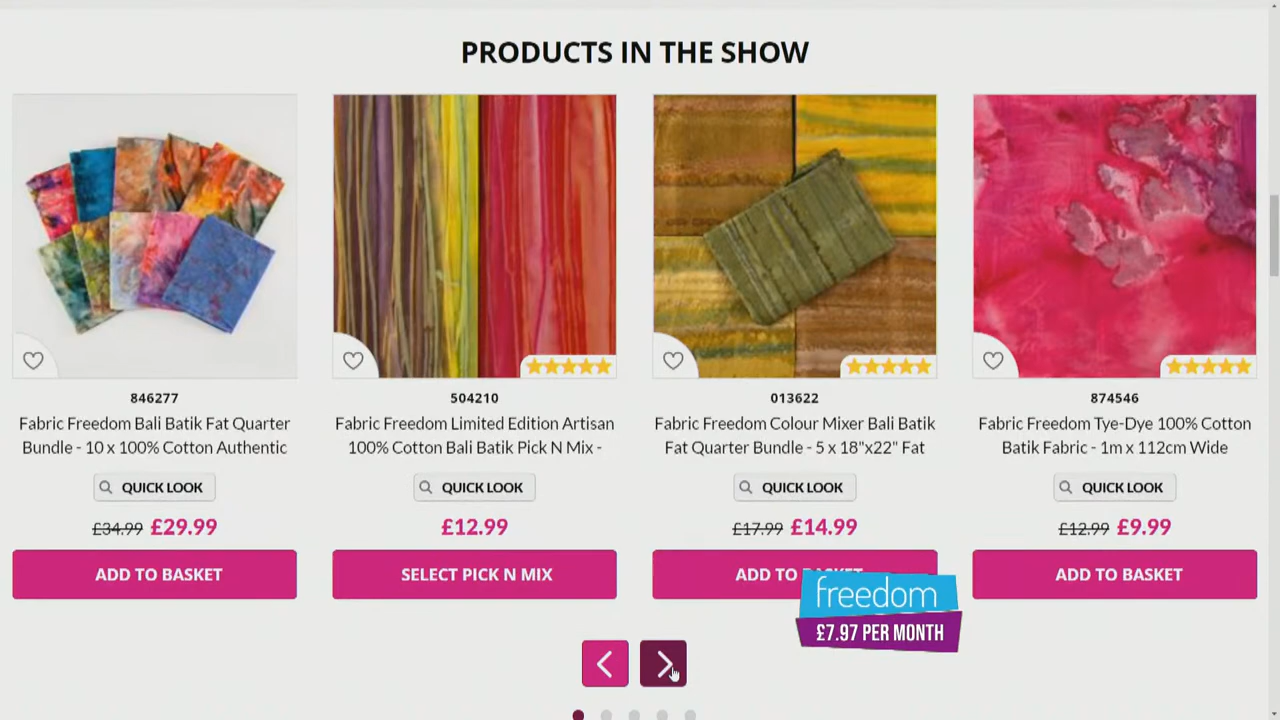 PRODUCTS IN THE SHOW
846277
Fabric Freedom Bali Batik Fat Quarter
Bundle - 10 x 100% Cotton Authentic
QUICK LOOK
£34.99 £29.99
ADD TO BASKET
504210
Fabric Freedom Limited Edition Artisan
100% Cotton Bali Batik Pick N Mix -
QUICK LOOK
£12.99
SELECT PICK N MIX
013622
Fabric Freedom Colour Mixer Bali Batik
Fat Quarter Bundle - 5 x 18"x22" Fat
QUICK LOOK
£17.99 £14.99
ADD TO BASKET
874546
Fabric Freedom Tye-Dye 100% Cotton
Batik Fabric - 1m x 112cm Wide
QUICK LOOK
£12.99 £9.99
ADD TO BASKET
freedom
£7.97 PER MONTH